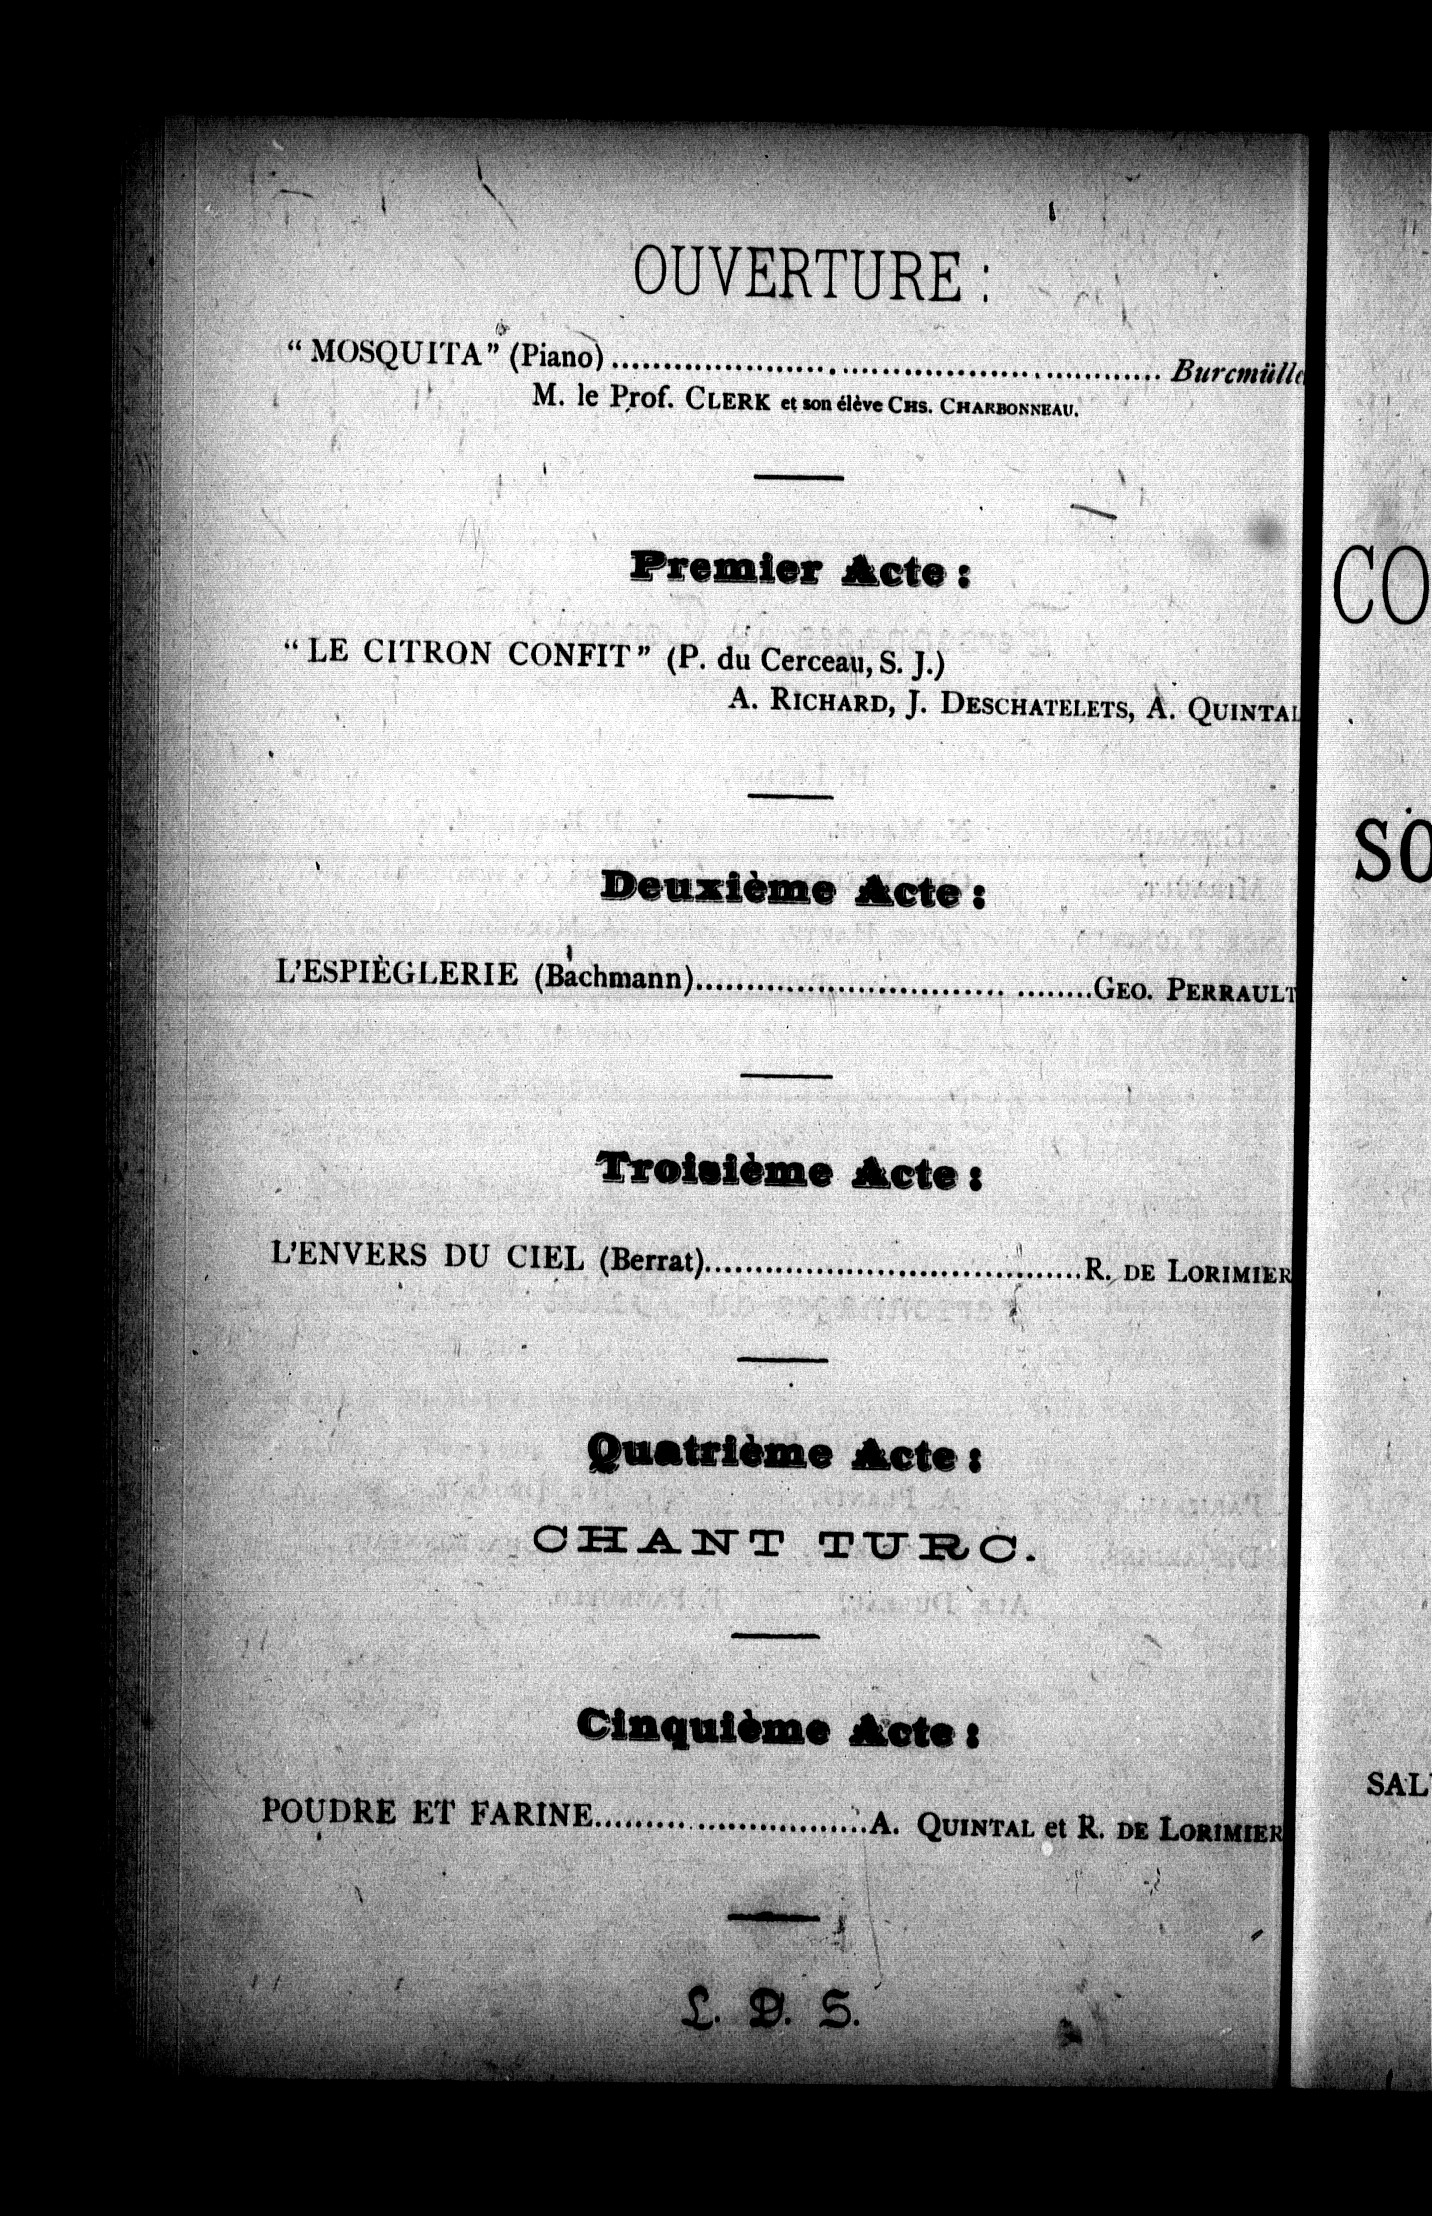 OUVERTURE :
“ MOSQUITA” (Piano)........................................................ Burcmülle
M. le Prof. CLERK et son élève CHS. CHARBONNEAU.
Premier Acte :
“ LE CITRON CONFIT” (P. du Cerceau, S. J.)
A. RICHARD, J. DESCHATELETS, A. QUINTAL
Deuxième Acte :
L’ESPIÈGLERIE (Bachmann).............................. ........GEO. PERRAULT
Troisième Acte :
L’ENVERS DU CIEL (Berrat).....................................R. DE LORIMIER
Quatrième Acte :
CHANT TURC.
Cinquième Acte :
POUDRE ET FARINE......... .................A. QUINTAL et R. DE LORIMIER
L. D. S.
CO
SO
SAL